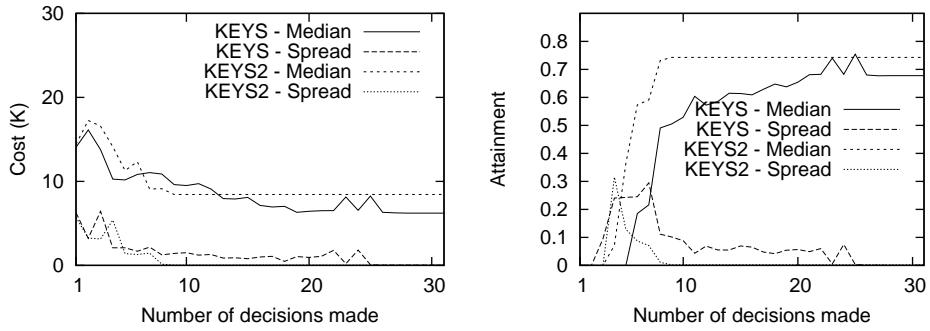 Cost (K)
30
20
10
0
1
10
20
30
Number of decisions made
KEYS - Median
KEYS - Spread
KEYS2 - Median
KEYS2 - Spread
Attainment
0.8
0.7
0.6
0.5
0.4
0.3
0.2
0.1
0
1
10
20
30
Number of decisions made
KEYS - Median
KEYS - Spread
KEYS2 - Median
KEYS2 - Spread